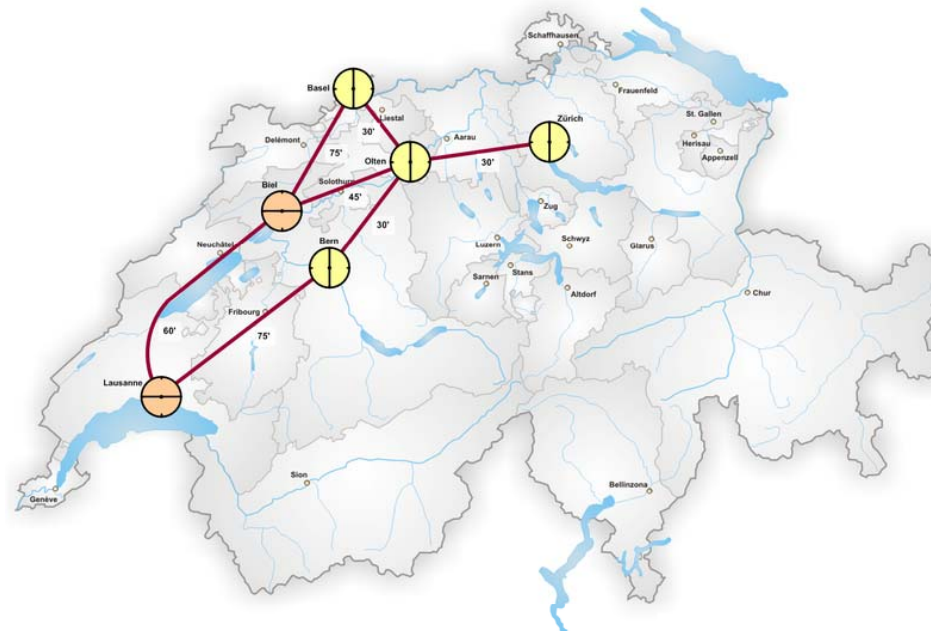 Schaffhausen
Basel
Liestal
Frauenfeld
Zürich
St. Gallen
Herisau
Appenzell
Delémont
30'
Aarau
75'
Olten
30'
Biel
Solothurn
45'
Zug
30'
Neuchâtel
Bern
Luzern
Schwyz
Glarus
Stans
Sarnen
Altdorf
Chur
Fribourg
60'
75'
Lausanne
Sion
Bellinzona
Genève